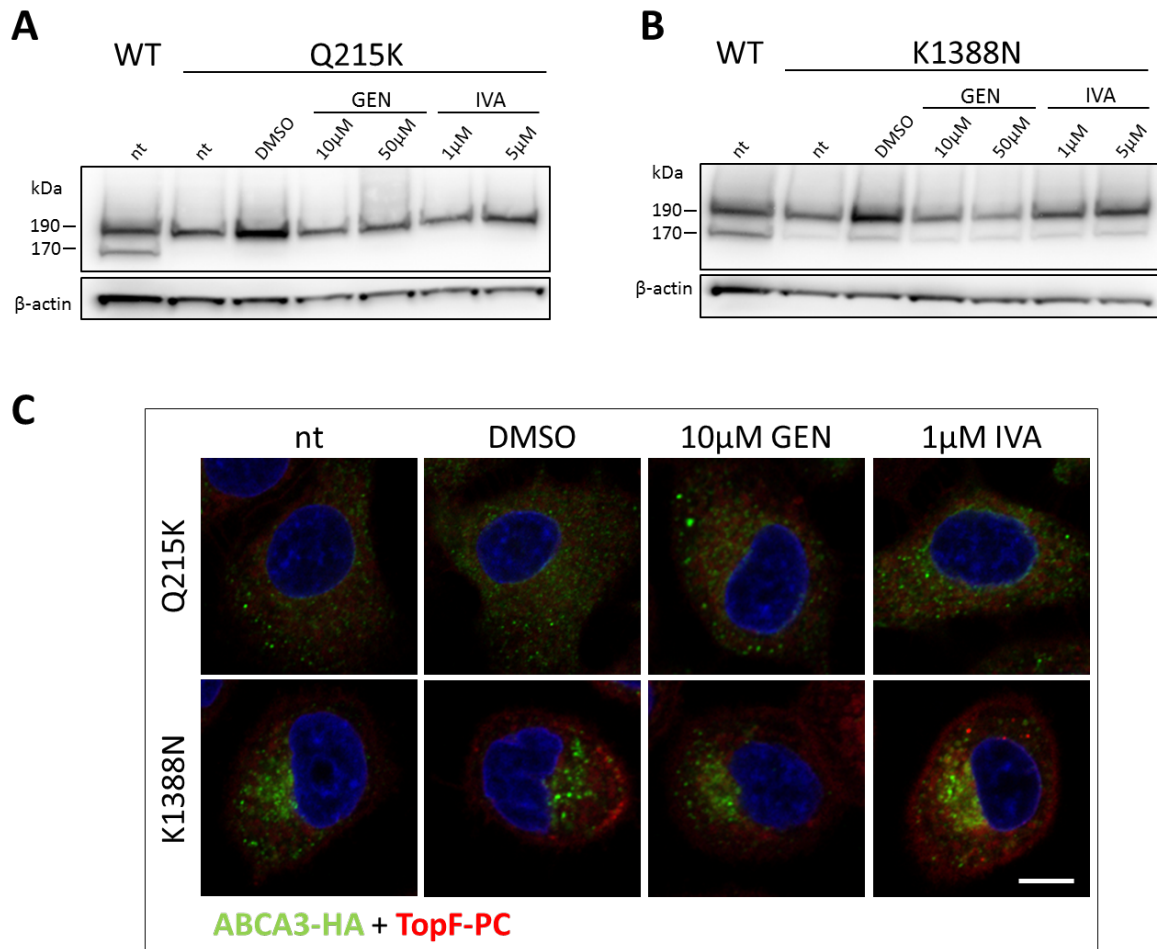 A
WT Q215K
GEN IVA
nt nt DMSO 10µM 50µM 1µM 5µM
kDa
190
170
β-actin
B
WT K1388N
GEN IVA
nt nt DMSO 10µM 50µM 1µM 5µM
kDa
190
170
β-actin
C
nt DMSO 10µM GEN 1µM IVA
Q215K
K1388N
ABCA3-HA + TopF-PC